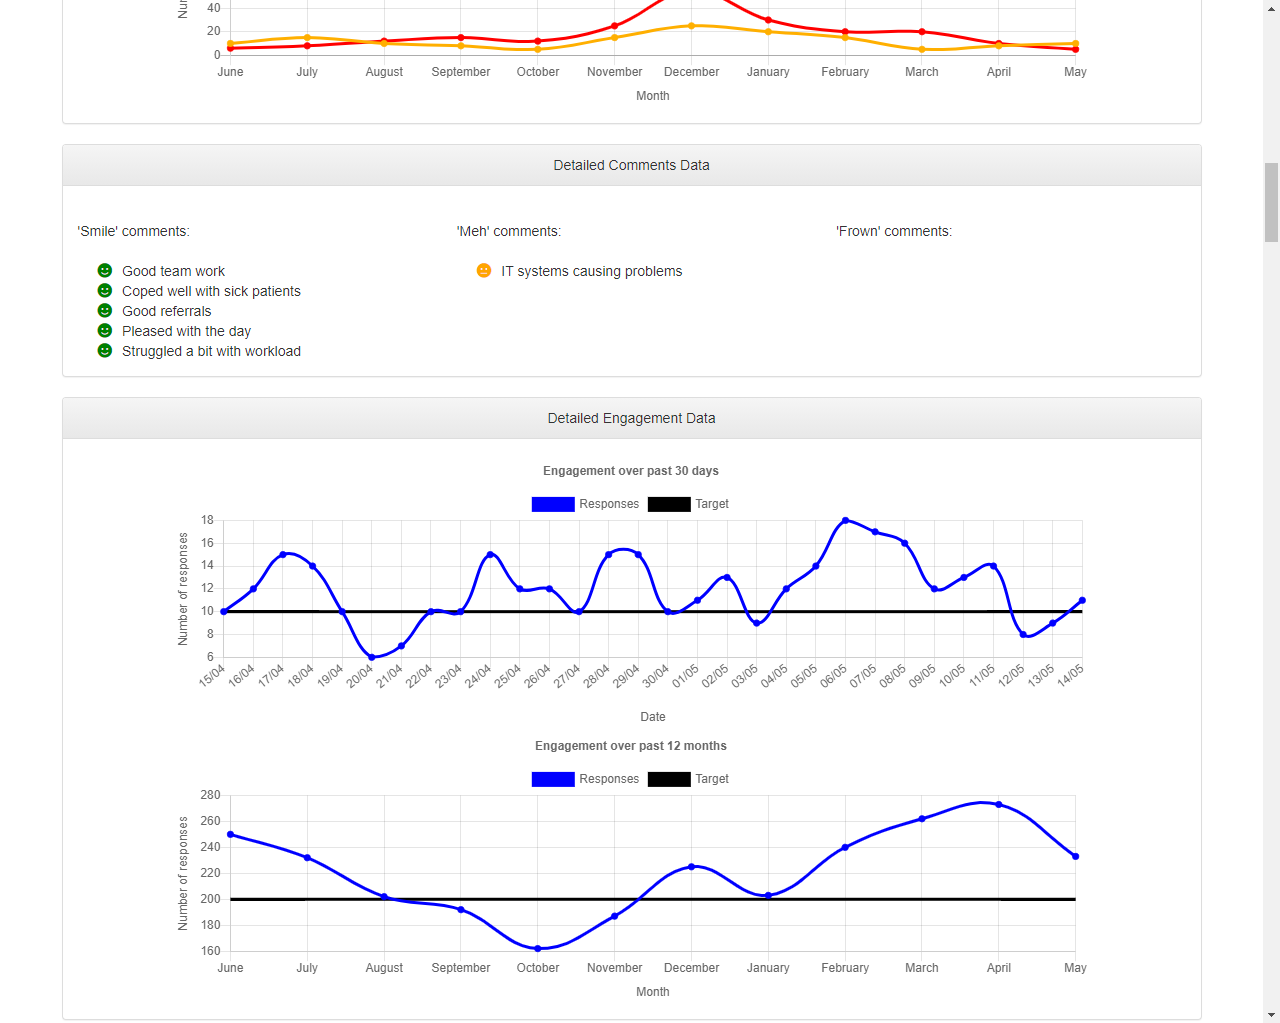 Nu
40
20
0
June July August September October November December January February March April May
Month
Detailed Comments Data
'Smile' comments:
Good team work
Coped well with sick patients
Good referrals
Pleased with the day
Struggled a bit with workload
'Meh' comments:
IT systems causing problems
'Frown' comments:
Detailed Engagement Data
Engagement over past 30 days
Responses Target
Number of responses
18
16
14
12
10
8
6
15/04 16/04 17/04 18/04 19/04 20/04 21/04 22/04 23/04 24/04 25/04 26/04 27/04 28/04 29/04 30/04 01/05 02/05 03/05 04/05 05/05 06/05 07/05 08/05 09/05 10/05 11/05 12/05 13/05 14/05
Date
Engagement over past 12 months
Responses Target
Number of responses
280
260
240
220
200
180
160
June July August September October November December January February March April May
Month